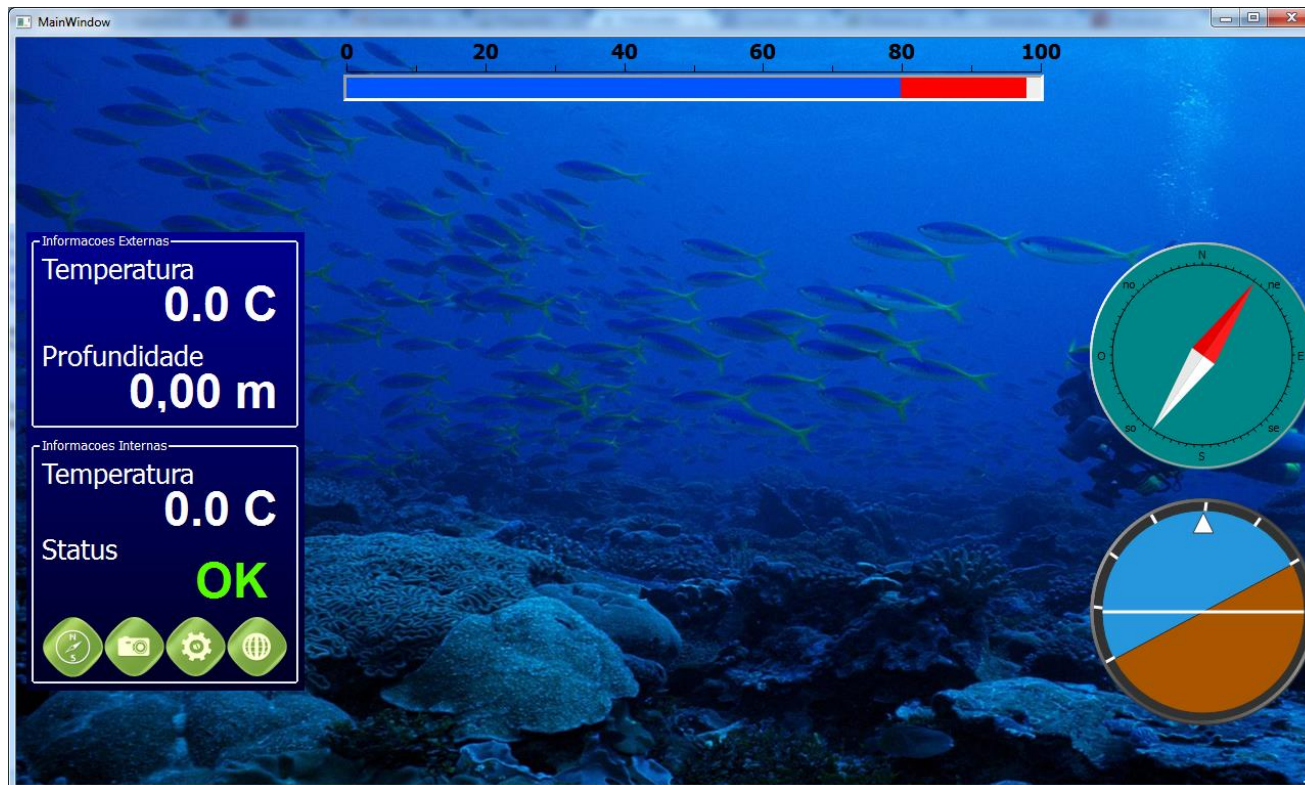 MainWindow
0 20 40 60 80 100
Informacoes Externas
Temperatura
0.0 C
Profundidade
0,00 m
Informacoes Internas
Temperatura
0.0 C
Status
OK
N
S
N
no ne
O E
so se
S